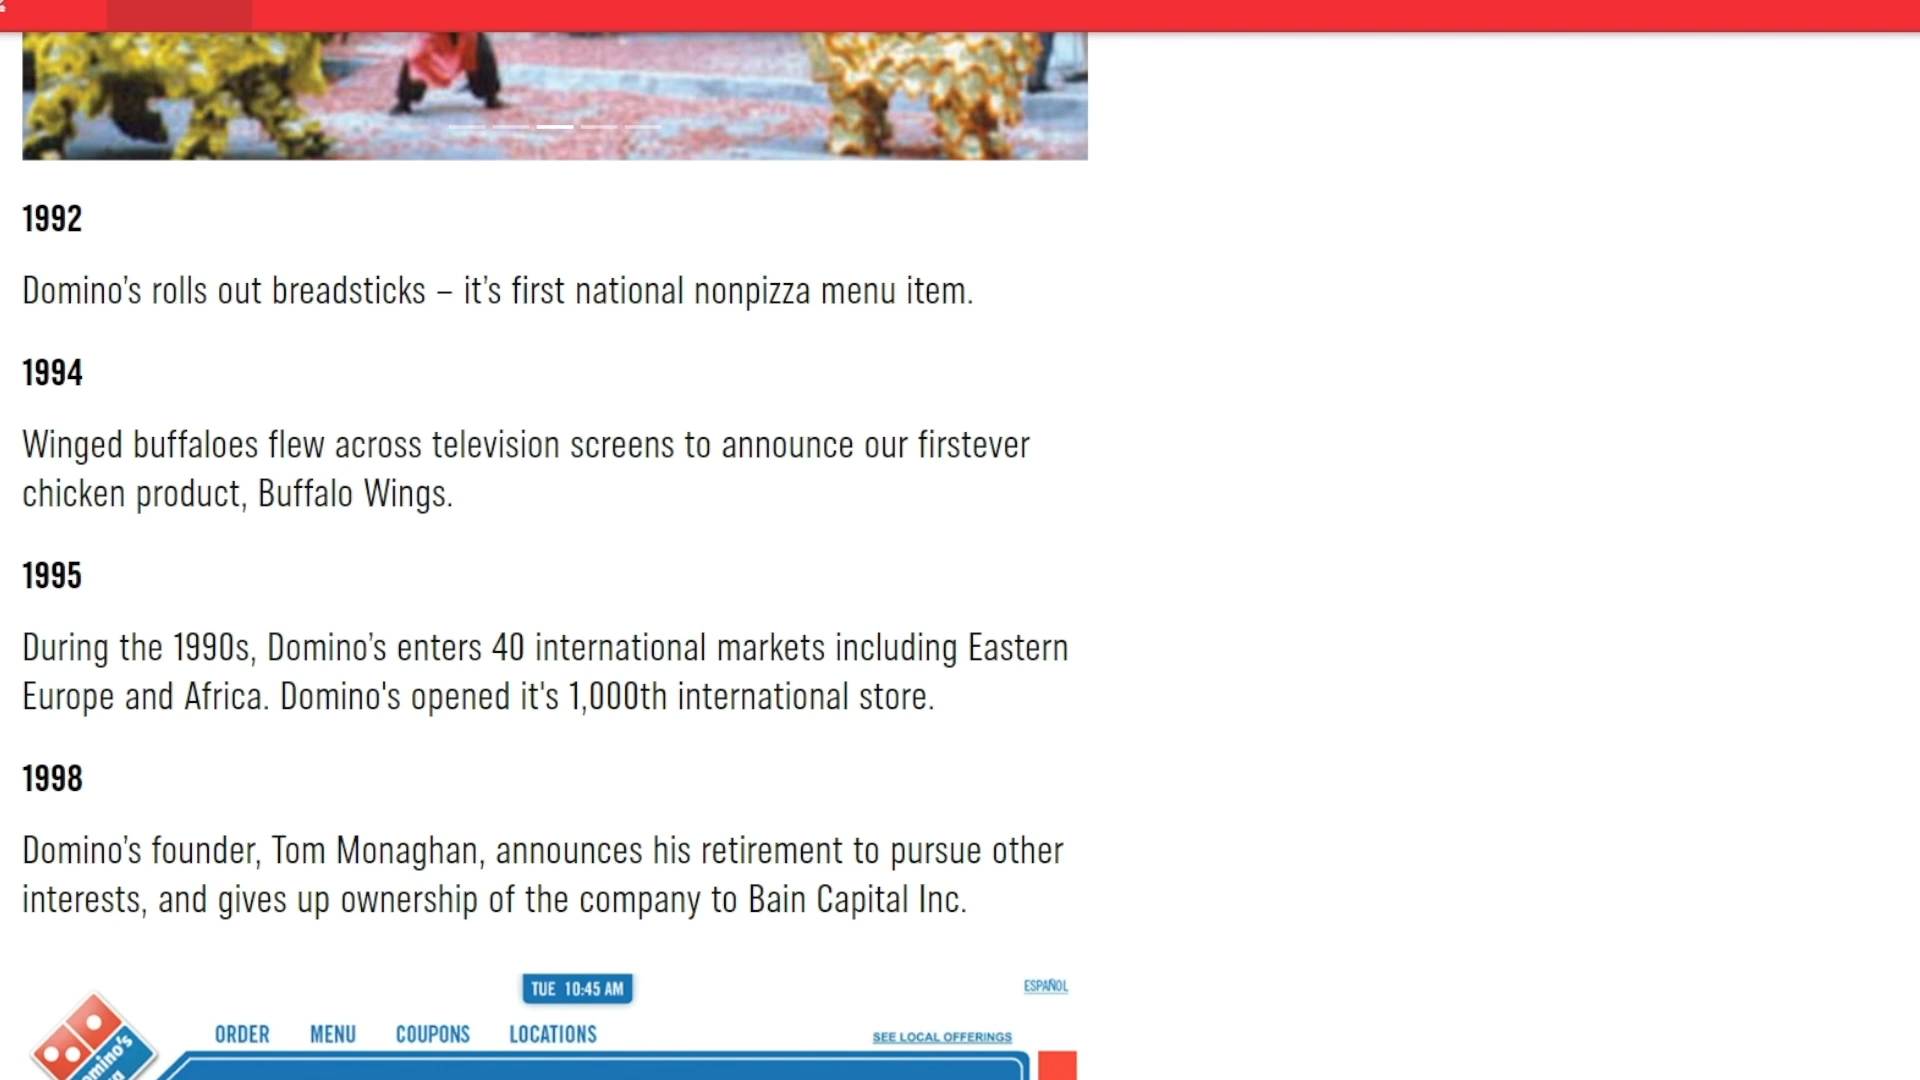 1992
Domino’s rolls out breadsticks – it’s first national nonpizza menu item.
1994
Winged buffaloes flew across television screens to announce our firstever
chicken product, Buffalo Wings.
1995
During the 1990s, Domino’s enters 40 international markets including Eastern
Europe and Africa. Domino's opened it's 1,000th international store.
1998
Domino’s founder, Tom Monaghan, announces his retirement to pursue other
interests, and gives up ownership of the company to Bain Capital Inc.
TUE 10:45 AM
ESPAÑOL
ORDER MENU COUPONS LOCATIONS
SEE LOCAL OFFERINGS